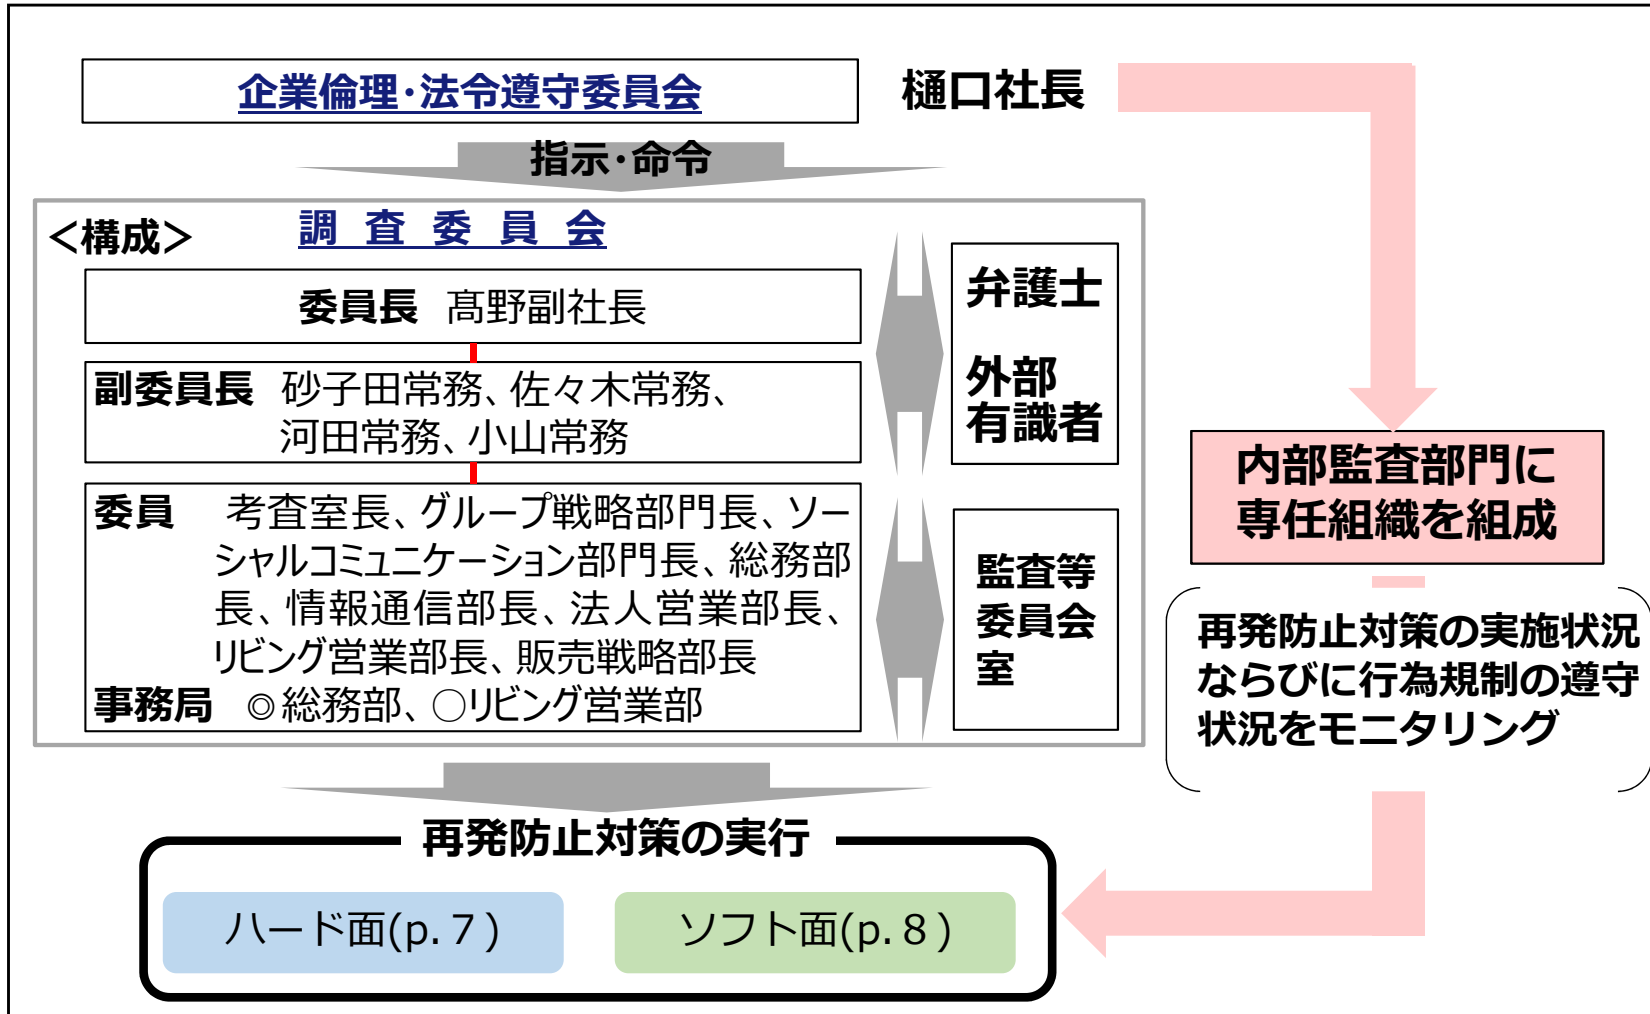 企業倫理･法令遵守委員会
樋口社長
指示･命令
＜構成＞
調査委員会
委員長 髙野副社長
副委員長 砂子田常務、佐々木常務、
河田常務、小山常務
委員 考査室長、グループ戦略部門長、ソー
シャルコミュニケーション部門長、総務部
長、情報通信部長、法人営業部長、
リビング営業部長、販売戦略部長
事務局 ◎総務部、○リビング営業部
弁護士
外部
有識者
監査等
委員会
室
内部監査部門に
専任組織を組成
再発防止対策の実施状況
ならびに行為規制の遵守
状況をモニタリング
再発防止対策の実行
ハード面(p.７)
ソフト面(p.８)